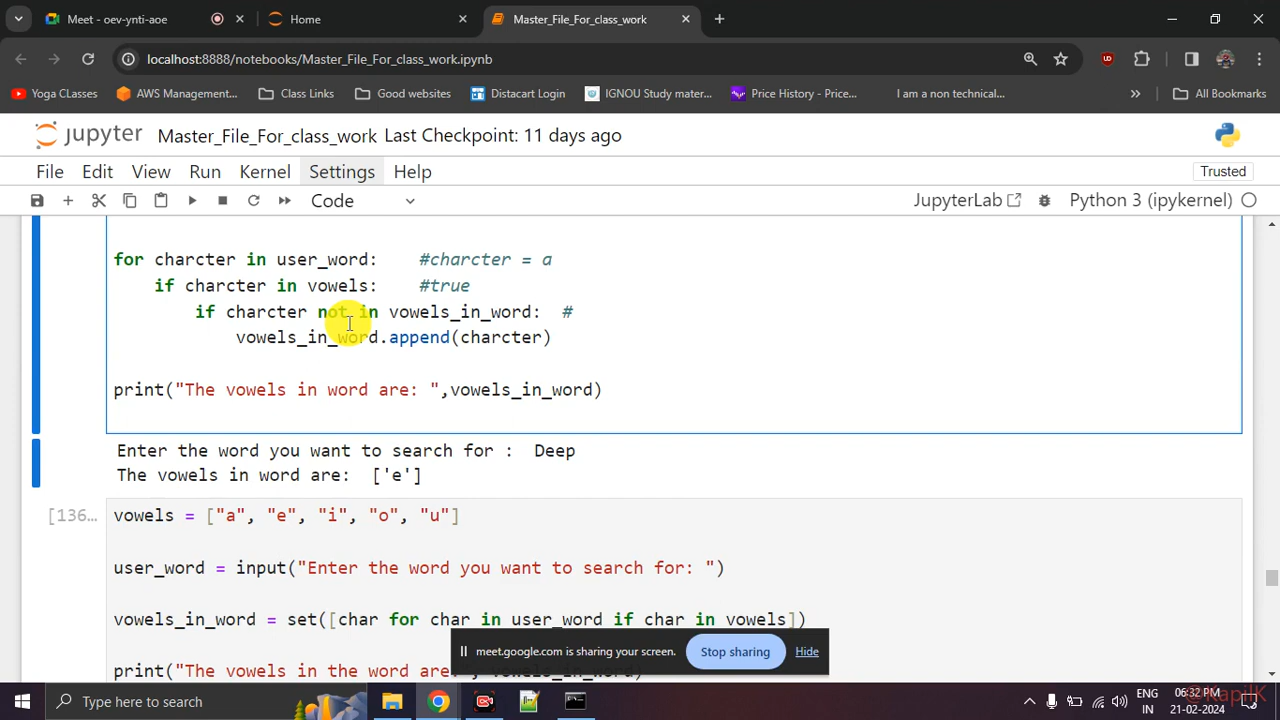 Meet - oev-ynti-aoe
Home
Master_File_For_class_work
localhost:8888/notebooks/Master_File_For_class_work.ipynb
Yoga CLasses
AWS Management...
Class Links
Good websites
Distacart Login
IGNOU Study mater...
Price History - Price...
I am a non technical...
All Bookmarks
jupyter Master_File_For_class_work Last Checkpoint: 11 days ago
File Edit View Run Kernel Settings Help
Trusted
Code
JupyterLab
Python 3 (ipykernel)
for charcter in user_word: #charcter = a
if charcter in vowels: #true
if charcter not in vowels_in_word: #
vowels_in_word.append(charcter)
print("The vowels in word are: ",vowels_in_word)
Enter the word you want to search for : Deep
The vowels in word are: ['e']
[136...
vowels = ["a", "e", "i", "o", "u"]
user_word = input("Enter the word you want to search for: ")
vowels_in_word = set([char for char in user_word if char in vowels])
print("The vowels in the word are:", vowels_in_word)
meet.google.com is sharing your screen.
Stop sharing
Hide
Type here to search
ENG
IN
06:32 PM
21-02-2024
@KapilK